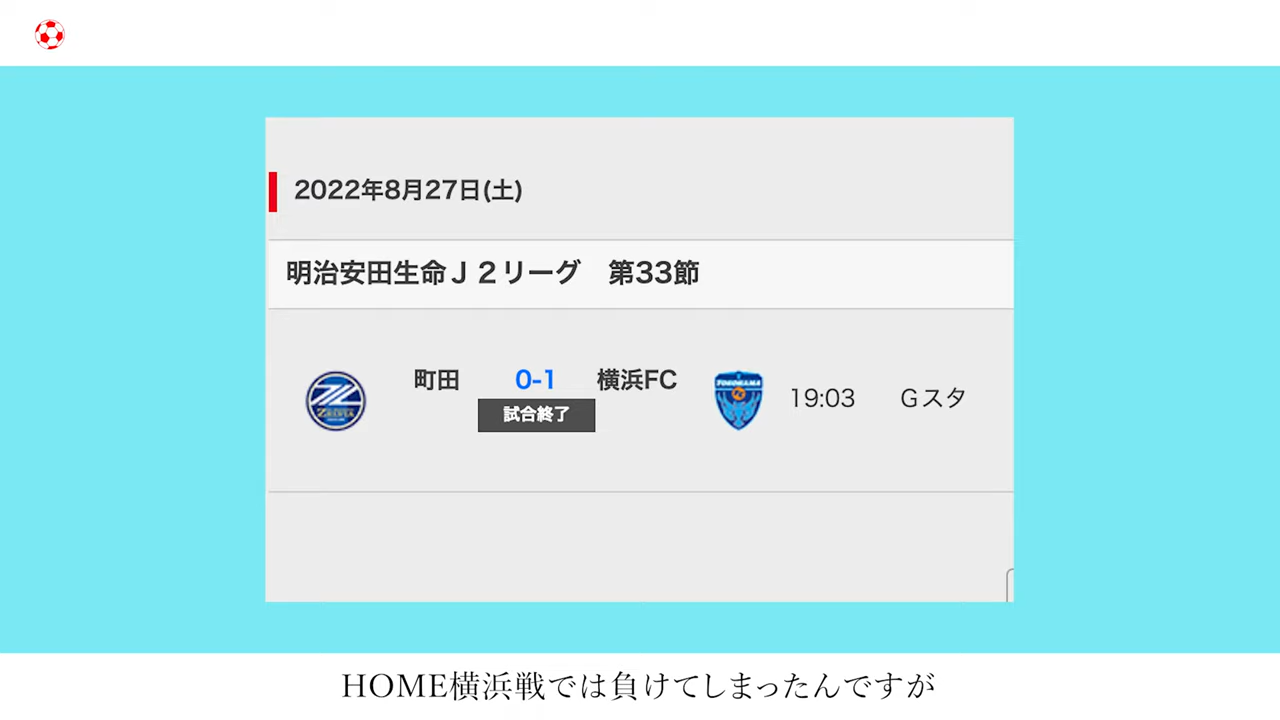 2022年8月27日(土)
明治安田生命Ｊ２リーグ　第33節
町田 0-1 横浜FC 19:03 Ｇスタ
試合終了
YOKOHAMA
ZELVIA
HOME横浜戦では負けてしまったんですが